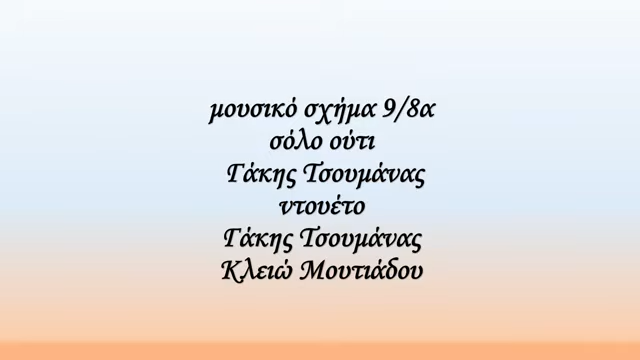 μουσικό σχήμα 9/8α
σόλο ούτι
Γάκης Τσουμάνας
ντουέτο
Γάκης Τσουμάνας
Κλειώ Μουτιάδου